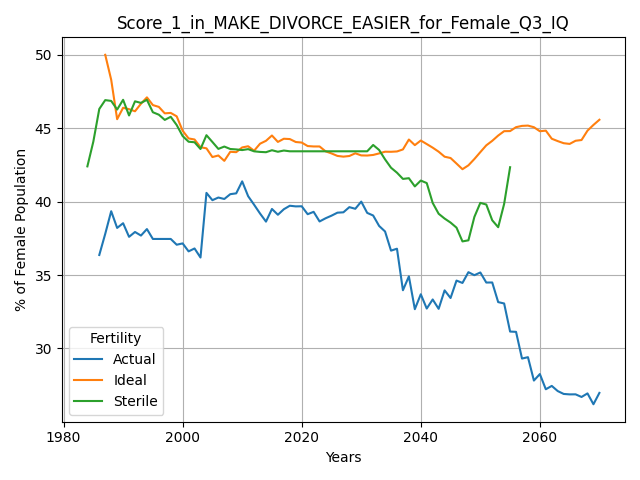 Score_1_in_MAKE_DIVORCE_EASIER_for_Female_Q3_IQ
% of Female Population
50
45
40
35
30
Fertility
Actual
Ideal
Sterile
1980
2000
2020
2040
2060
Years